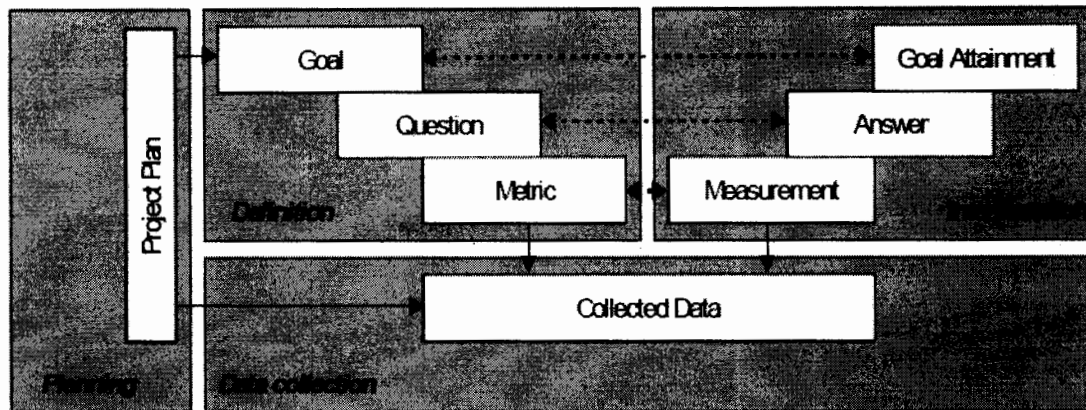 Goal
Goal Attainment
Question
Answer
Project Plan
Metric
Measurement
Definition
Collected Data
Planning
Data collection